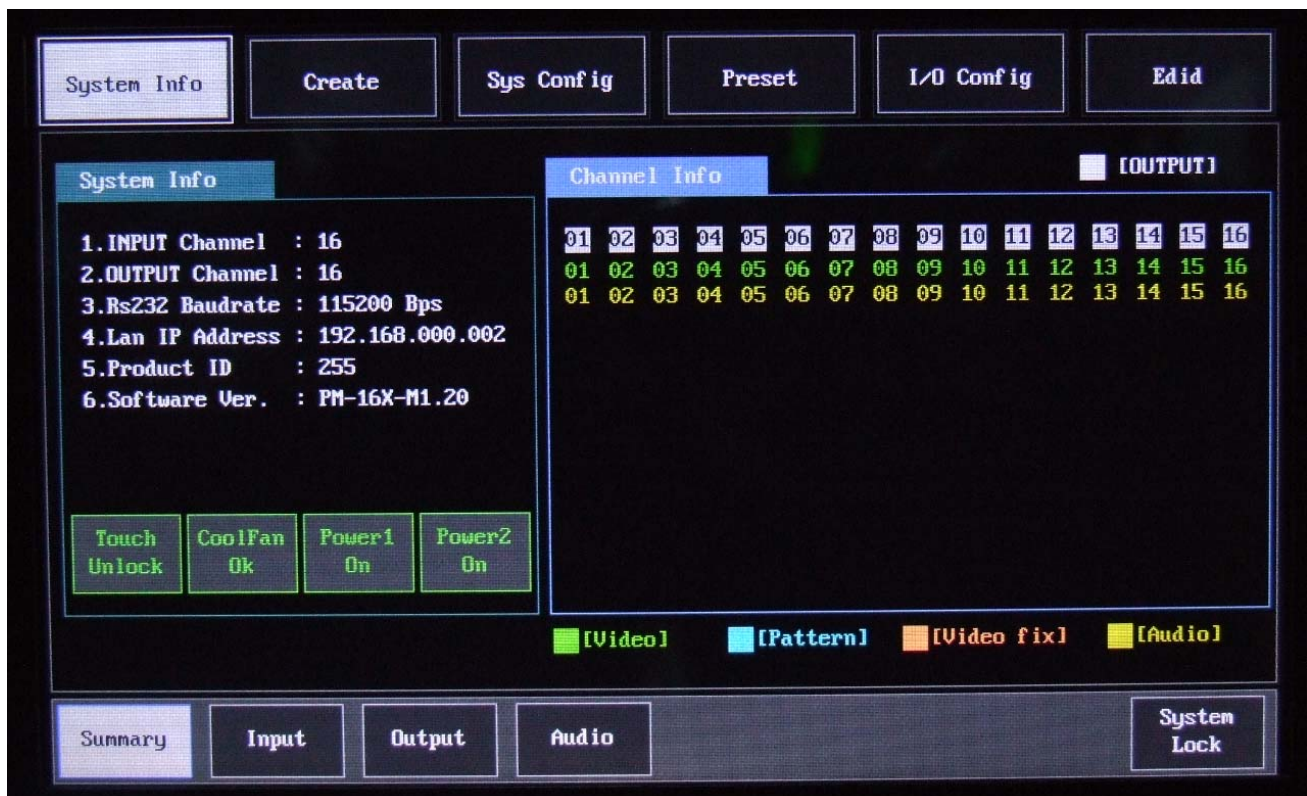 System Info Create Sys Config Preset I/O Config Edid
System Info
1.INPUT Channel : 16
2.OUTPUT Channel : 16
3.Rs232 Baudrate : 115200 Bps
4.Lan IP Address : 192.168.000.002
5.Product ID : 255
6.Software Ver. : PM-16X-M1.20
Touch Unlock
CoolFan Ok
Power1 On
Power2 On
Channel Info
[OUTPUT]
01 02 03 04 05 06 07 08 09 10 11 12 13 14 15 16
01 02 03 04 05 06 07 08 09 10 11 12 13 14 15 16
01 02 03 04 05 06 07 08 09 10 11 12 13 14 15 16
[Video] [Pattern] [Video fix] [Audio]
Summary Input Output Audio
System Lock